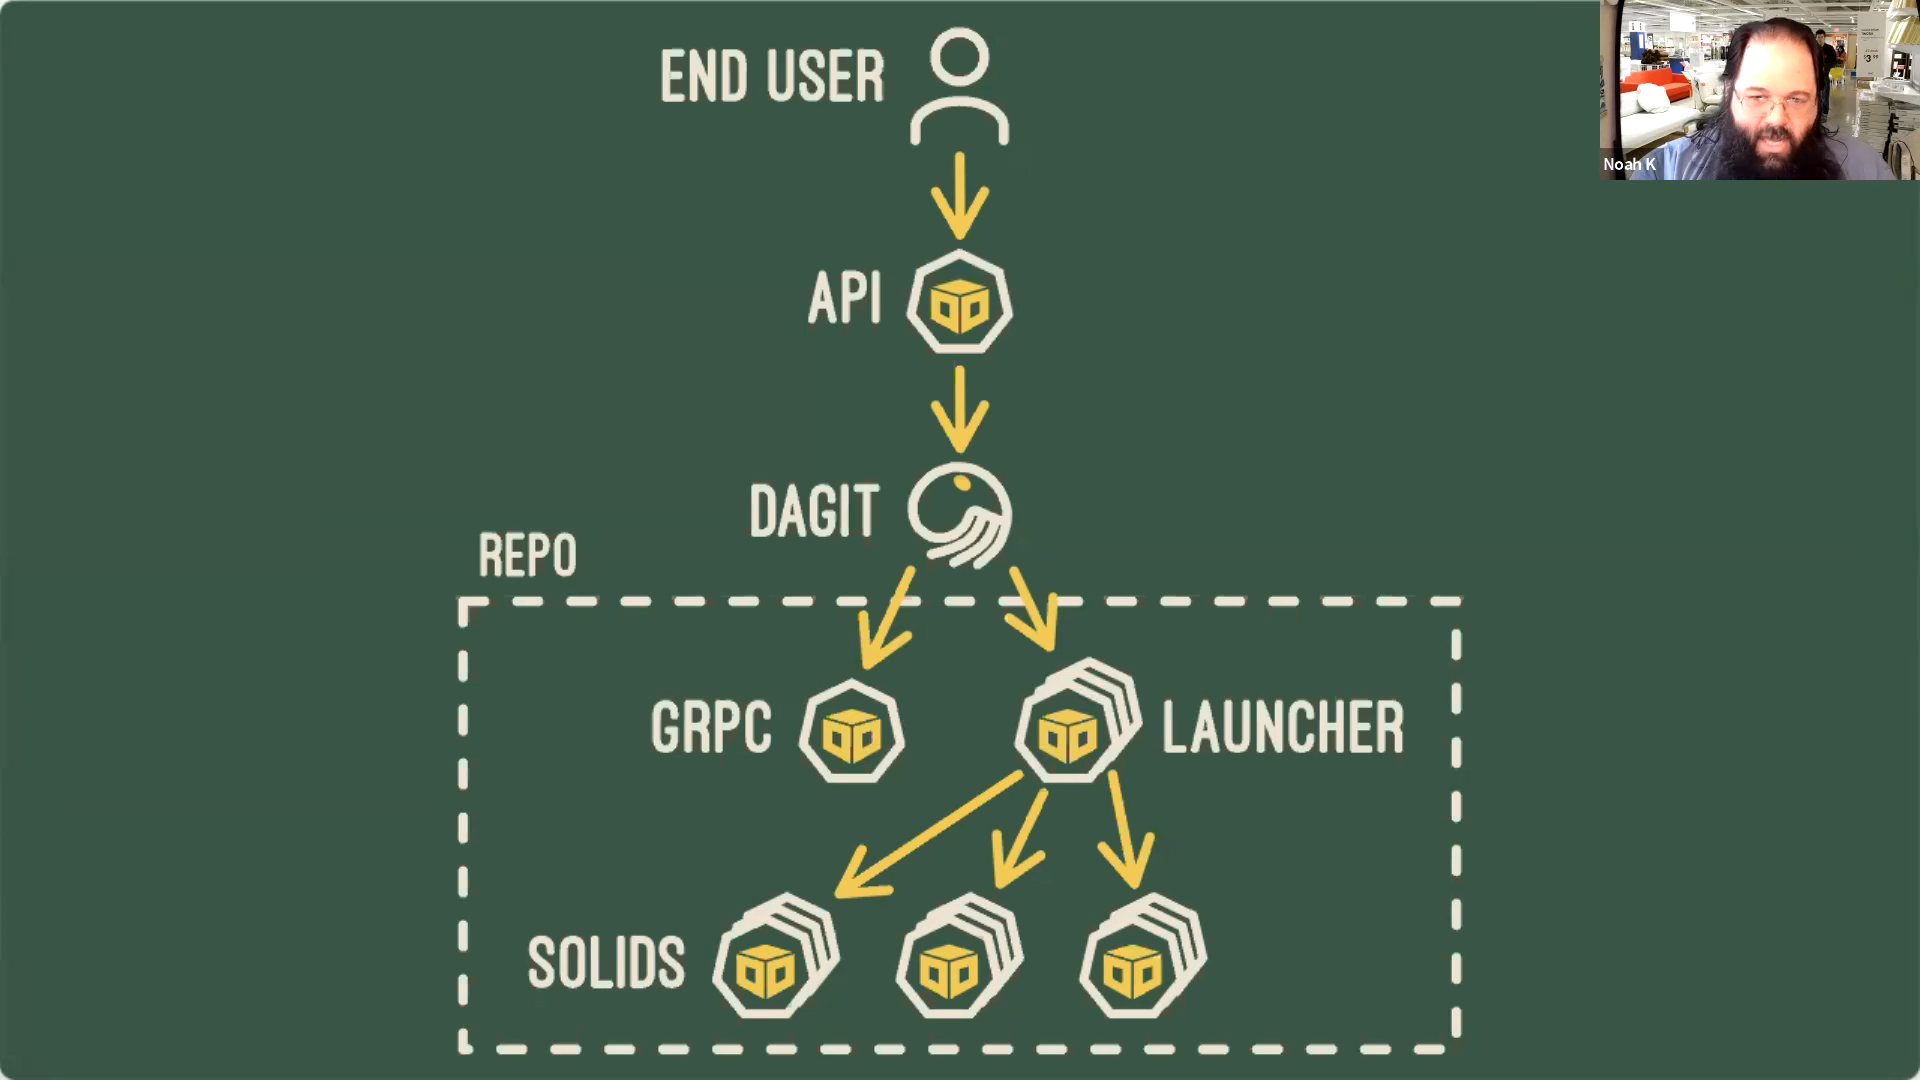 END USER
API
DAGIT
REPO
GRPC
LAUNCHER
SOLIDS
Noah K